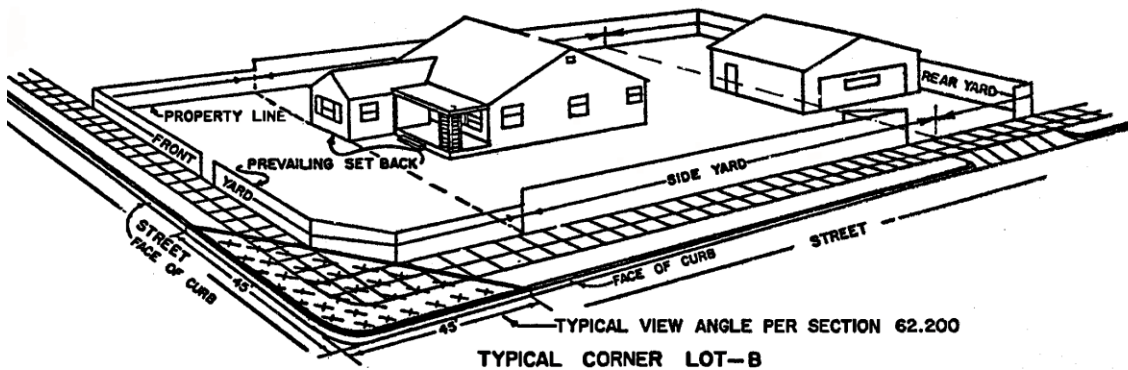 REAR YARD
PROPERTY LINE
FRONT
YARD
PREVAILING SET BACK
SIDE YARD
STREET
FACE OF CURB
45'
45'
FACE OF CURB
STREET
TYPICAL VIEW ANGLE PER SECTION 62.200
TYPICAL CORNER LOT—B